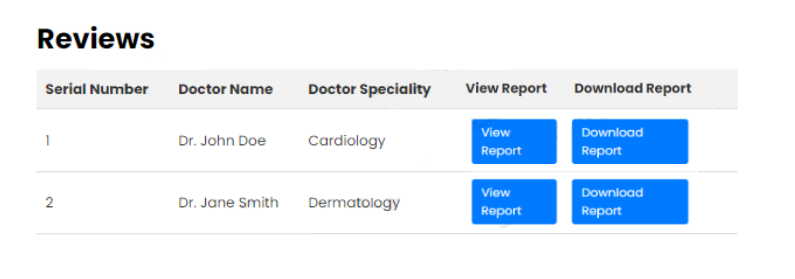 Reviews
Serial Number Doctor Name Doctor Speciality View Report Download Report
1 Dr. John Doe Cardiology View Report Download Report
2 Dr. Jane Smith Dermatology View Report Download Report